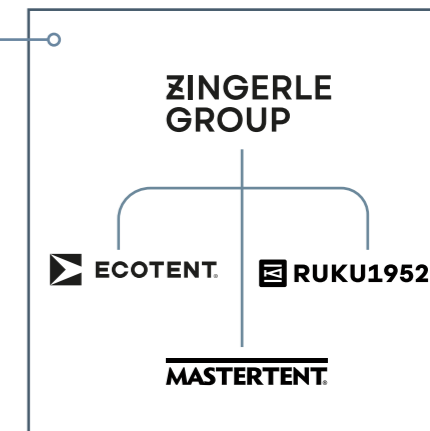 ZINGERLE
GROUP
ECOTENT®
RUKU1952
MASTERTENT®